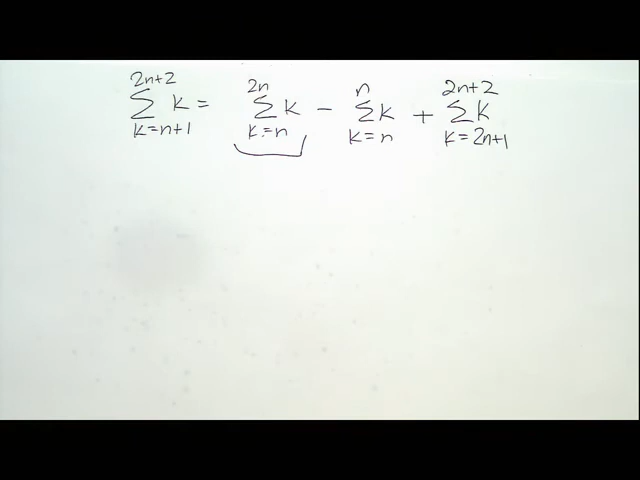 2n+2 2n n 2n+2
∑ k = ∑ k − ∑ k + ∑ k
k=n+1 k=n k=n k=2n+1